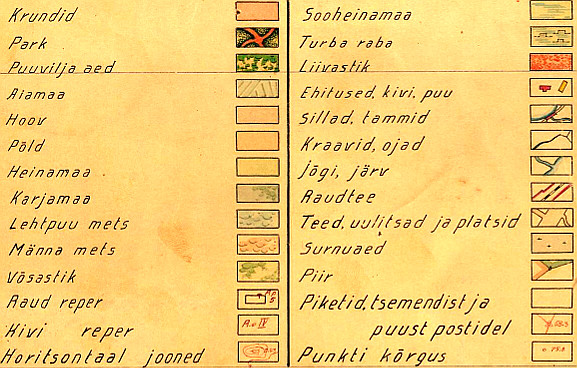 Krundid
Park
Puuvilja aed
Aiamaa
Hoov
Põld
Heinamaa
Karjamaa
Lehtpuu mets
Männa mets
Võsastik
Raud reper
Kivi reper
Horitsontaal jooned
Sooheinamaa
Turba raba
Liivastik
Ehitused, kivi, puu
Sillad, tammid
Kraavid, ojad
Jõgi, järv
Raudtee
Teed, uulitsad ja platsid
Surnuaed
Piir
Piketid, tsemendist ja
puust postidel
Punkti kõrgus